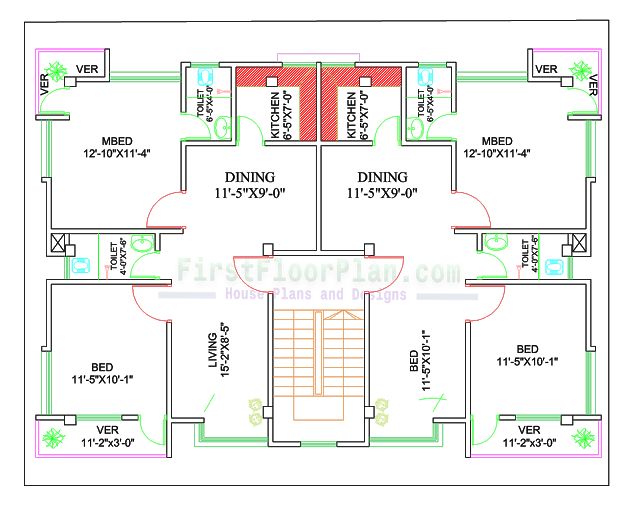 VER
VER
TOILET
6'-5"X4'-0"
KITCHEN
6'-5"X7'-0"
KITCHEN
6'-5"X7'-0"
TOILET
6'-5"X4'-0"
VER
VER
MBED
12'-10"X11'-4"
MBED
12'-10"X11'-4"
DINING
11'-5"X9'-0"
DINING
11'-5"X9'-0"
TOILET
4'-0"X7'-6"
TOILET
4'-0"X7'-6"
FirstFloorPlan.com
House Plans and Designs
BED
11'-5"X10'-1"
LIVING
15'-2"X8'-5"
BED
11'-5"X10'-1"
BED
11'-5"X10'-1"
VER
11'-2"x3'-0"
VER
11'-2"x3'-0"